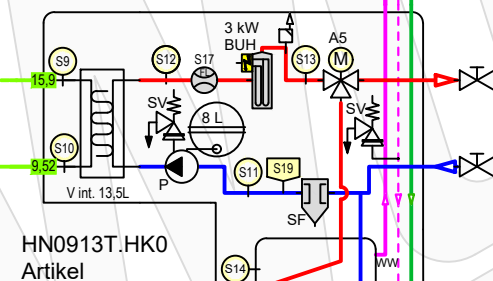 3 kW
BUH
A5
M
S9
S12
S17
FL
S13
15,9
SV
8 L
SV
S10
9,52
P
S11
S19
V int. 13,5L
SF
HN0913T.HK0
Artikel
S14
WW